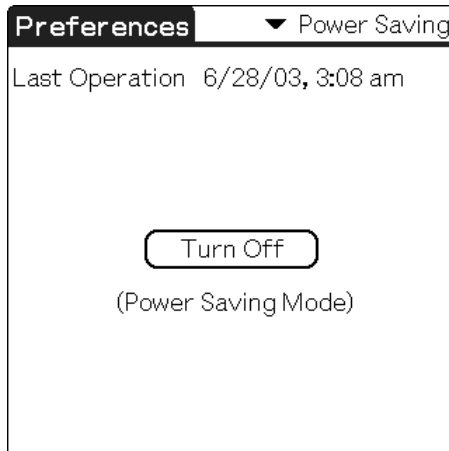 Preferences ▼ Power Saving
Last Operation 6/28/03, 3:08 am
Turn Off
(Power Saving Mode)